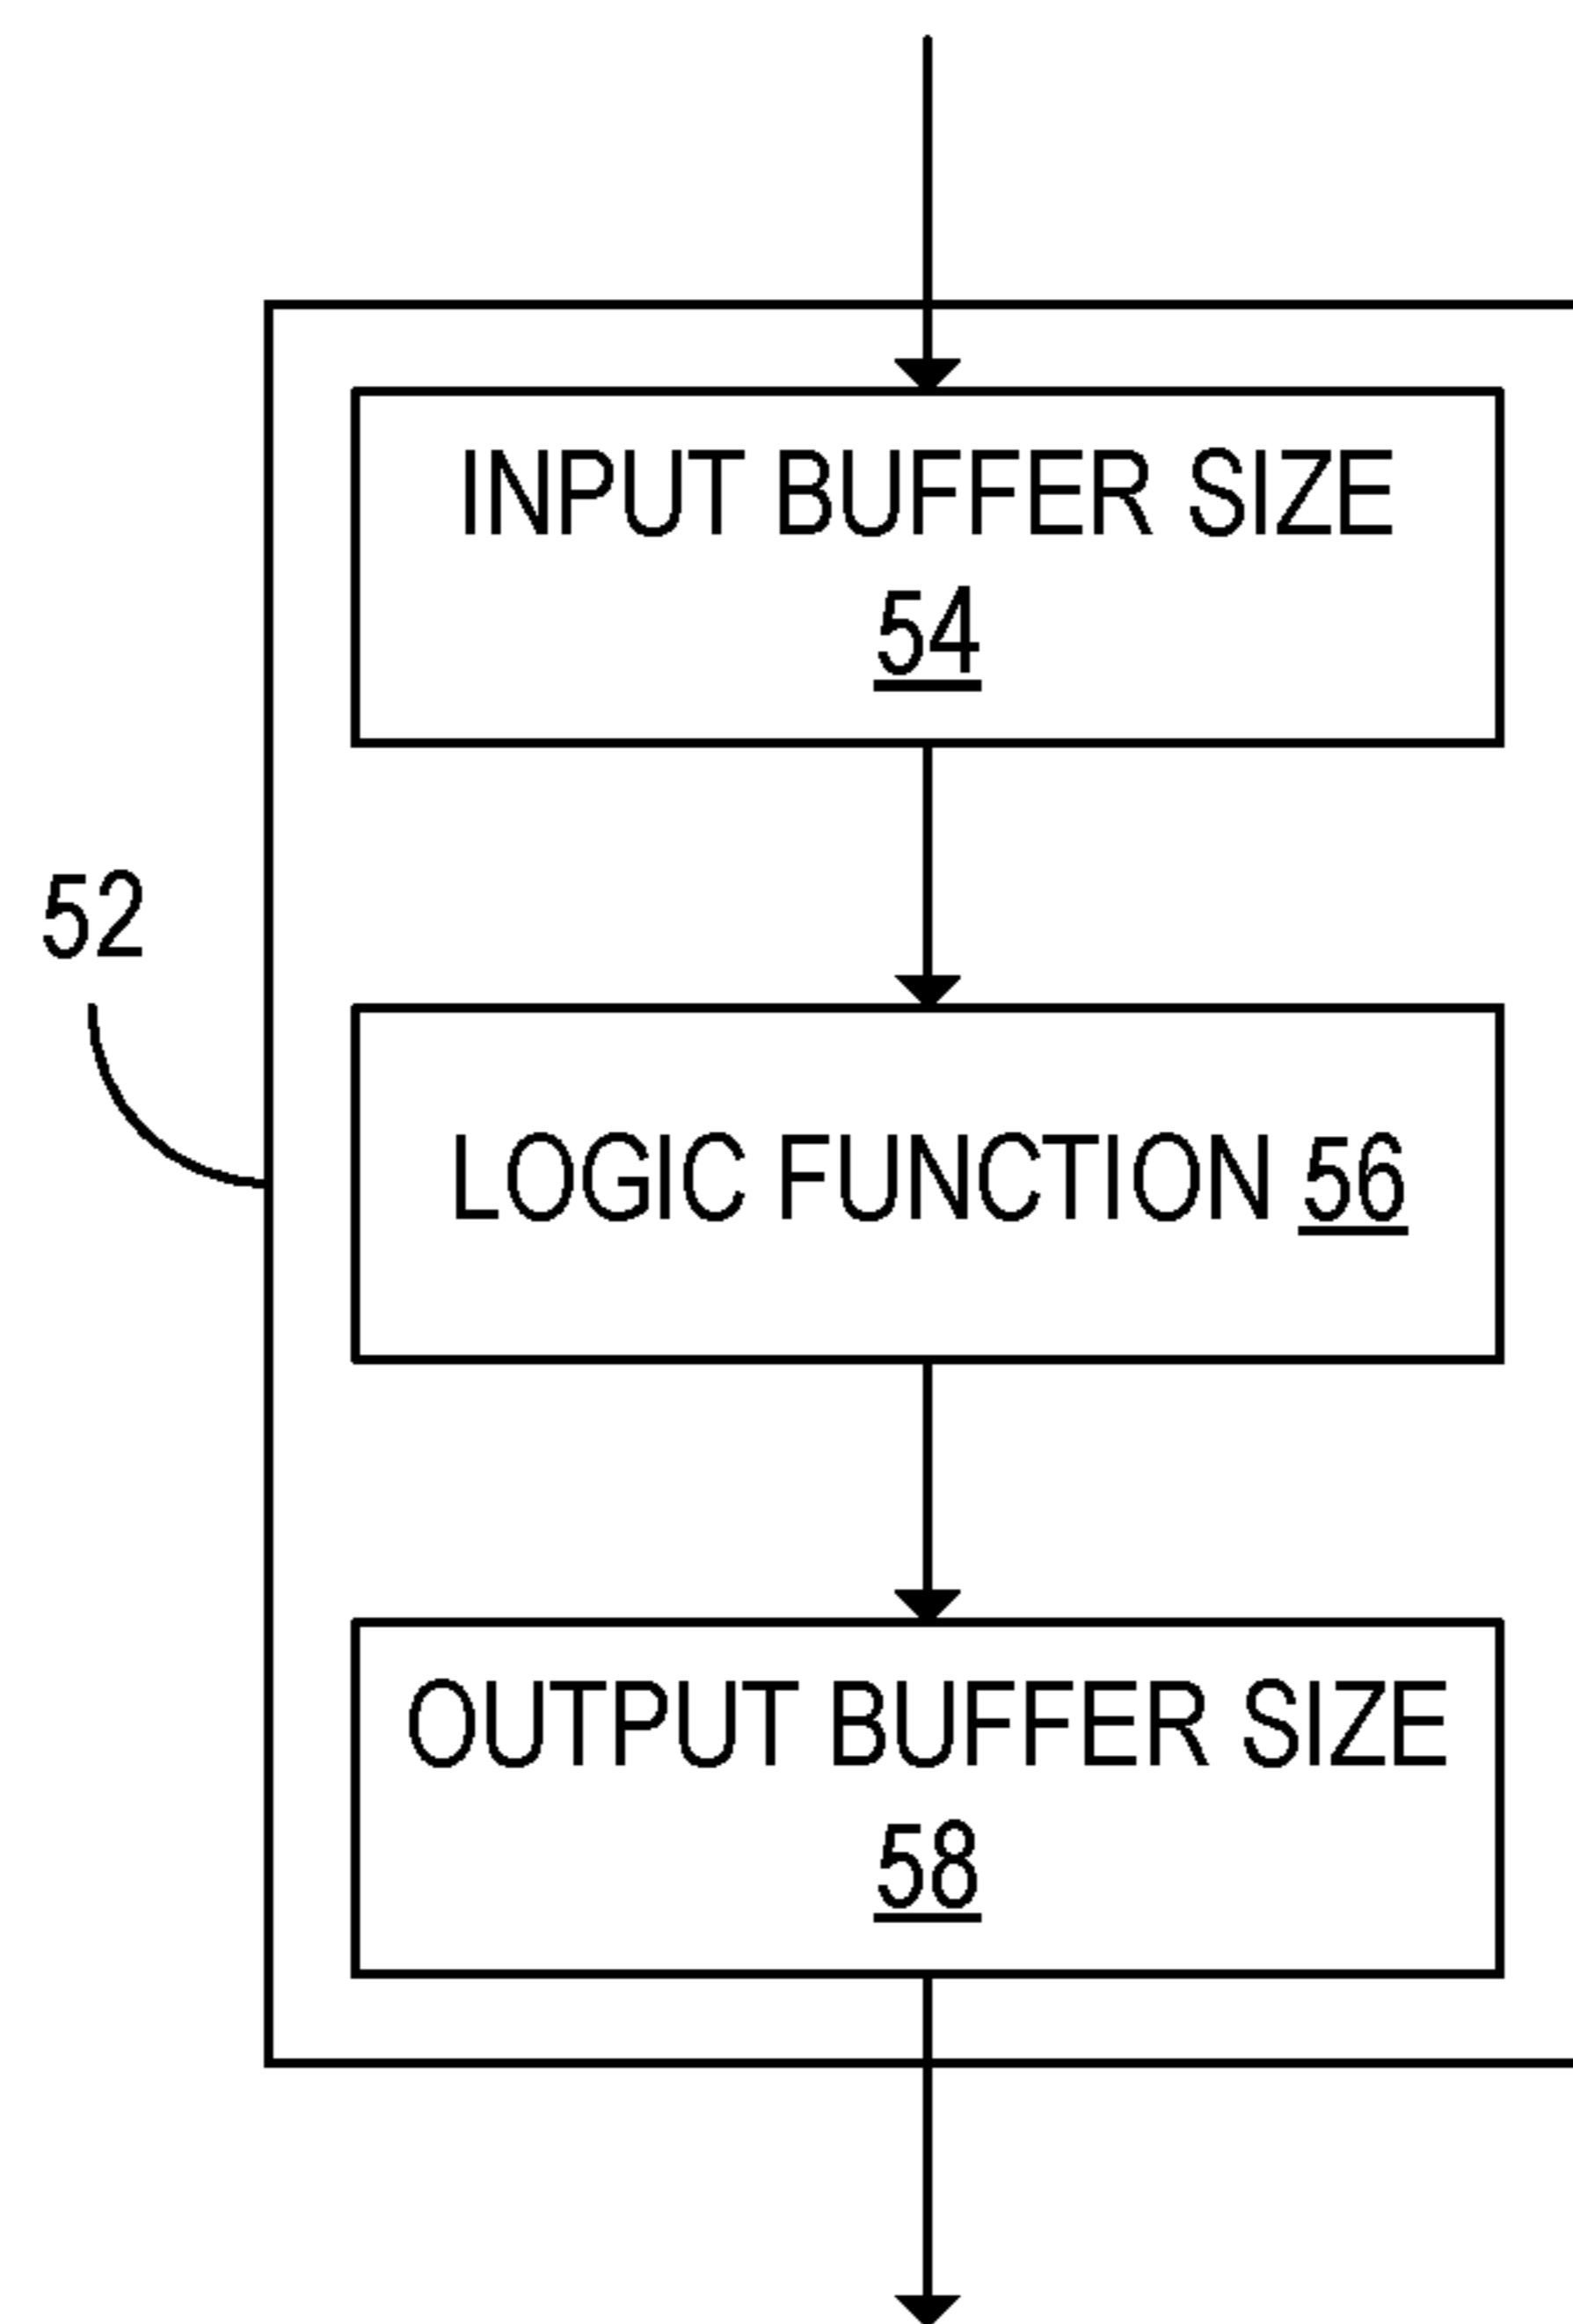 INPUT BUFFER SIZE
54
52
LOGIC FUNCTION 56
OUTPUT BUFFER SIZE
58